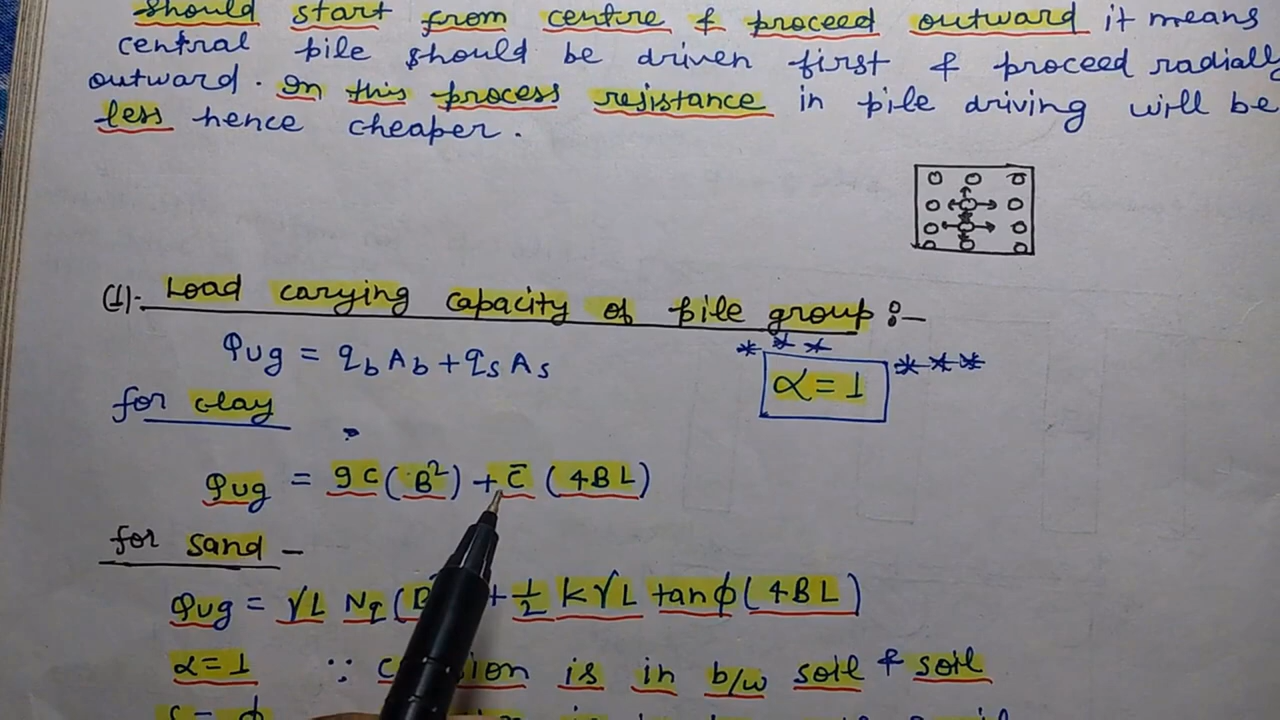 should start from centre & proceed outward it means
central pile should be driven first & proceed radially
outward. In this process resistance in pile driving will be
less hence cheaper.
(1):- Load carying capacity of pile group :-
Qug = qb Ab + qs As
* * *
α = 1
* * *
for clay
Qug = 9c (B²) + c̄ (4BL)
for sand -
Qug = γL Nq ( + ½ KγL tanφ (4BL)
α = 1 ∵ is in b/w soil & soil